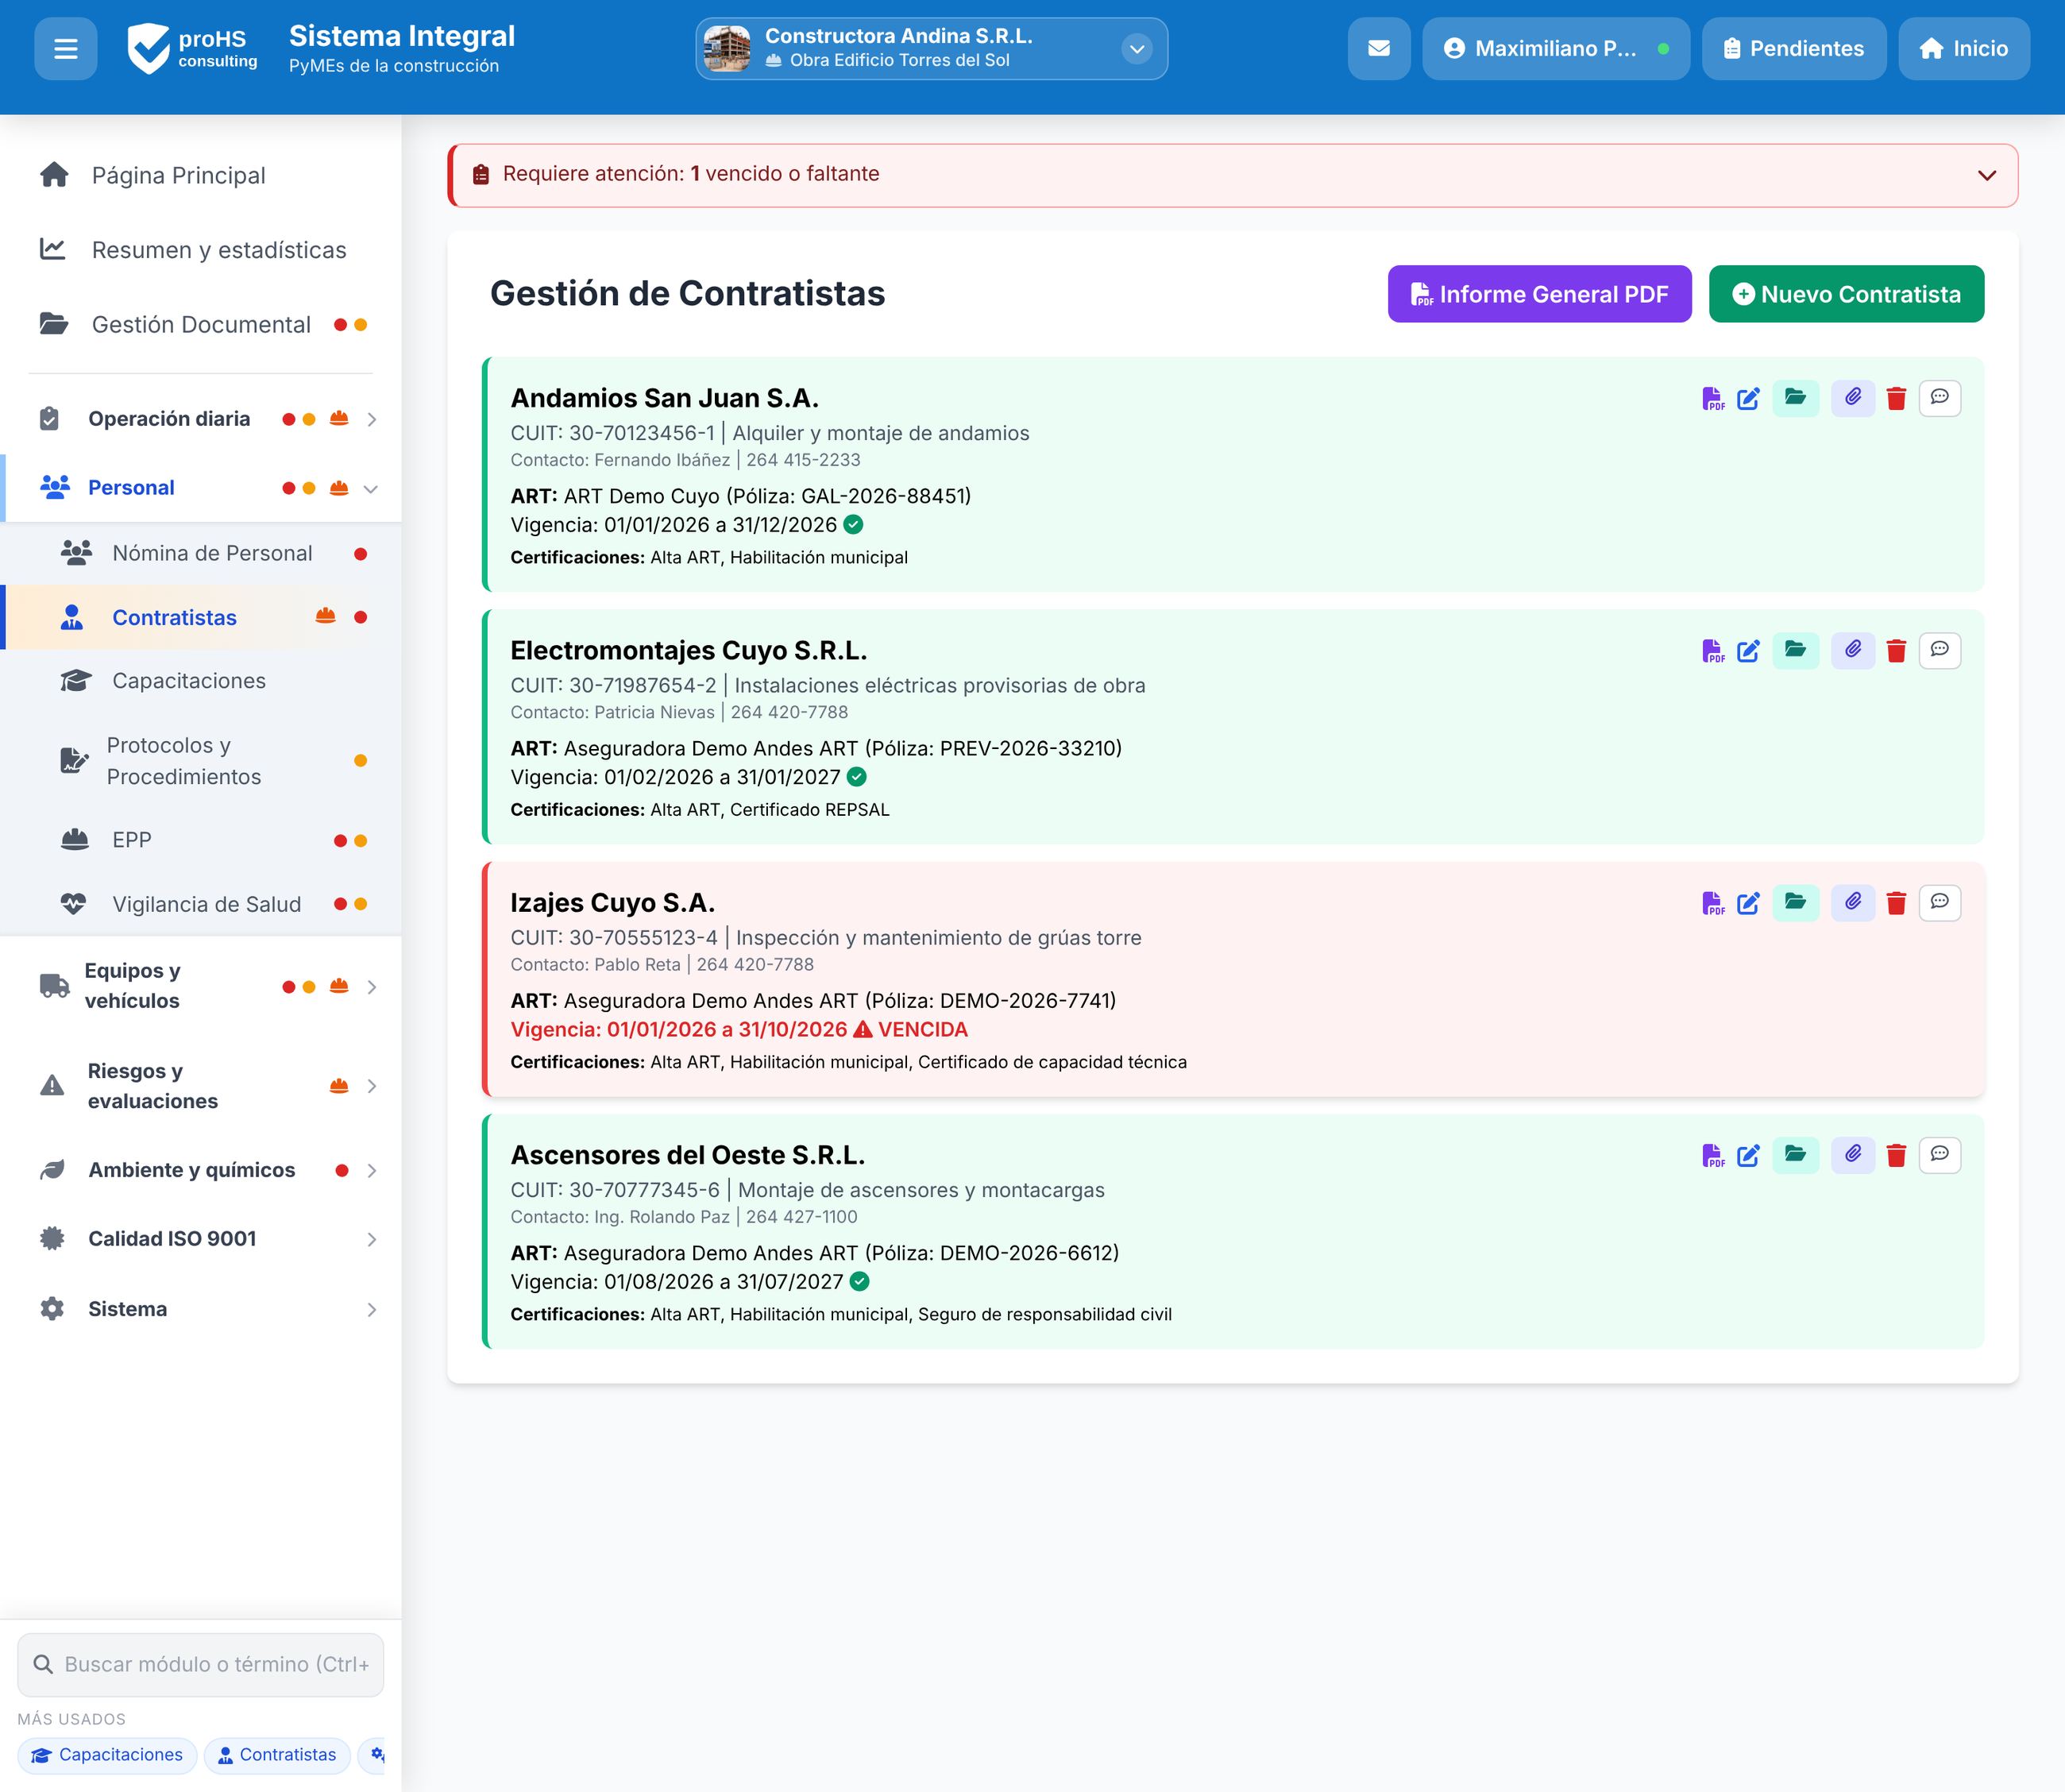 proHS
consulting
Sistema Integral
PyMEs de la construcción
Constructora Andina S.R.L.
Obra Edificio Torres del Sol
Maximiliano P...
Pendientes
Inicio
Página Principal
Resumen y estadísticas
Gestión Documental
Operación diaria
Personal
Nómina de Personal
Contratistas
Capacitaciones
Protocolos y
Procedimientos
EPP
Vigilancia de Salud
Equipos y
vehículos
Riesgos y
evaluaciones
Ambiente y químicos
Calidad ISO 9001
Sistema
Buscar módulo o término (Ctrl+
MÁS USADOS
Capacitaciones
Contratistas
Requiere atención: 1 vencido o faltante
Gestión de Contratistas
PDF Informe General PDF
Nuevo Contratista
Andamios San Juan S.A.
PDF
CUIT: 30-70123456-1 | Alquiler y montaje de andamios
Contacto: Fernando Ibáñez | 264 415-2233
ART: ART Demo Cuyo (Póliza: GAL-2026-88451)
Vigencia: 01/01/2026 a 31/12/2026
Certificaciones: Alta ART, Habilitación municipal
Electromontajes Cuyo S.R.L.
PDF
CUIT: 30-71987654-2 | Instalaciones eléctricas provisorias de obra
Contacto: Patricia Nievas | 264 420-7788
ART: Aseguradora Demo Andes ART (Póliza: PREV-2026-33210)
Vigencia: 01/02/2026 a 31/01/2027
Certificaciones: Alta ART, Certificado REPSAL
Izajes Cuyo S.A.
PDF
CUIT: 30-70555123-4 | Inspección y mantenimiento de grúas torre
Contacto: Pablo Reta | 264 420-7788
ART: Aseguradora Demo Andes ART (Póliza: DEMO-2026-7741)
Vigencia: 01/01/2026 a 31/10/2026 VENCIDA
Certificaciones: Alta ART, Habilitación municipal, Certificado de capacidad técnica
Ascensores del Oeste S.R.L.
PDF
CUIT: 30-70777345-6 | Montaje de ascensores y montacargas
Contacto: Ing. Rolando Paz | 264 427-1100
ART: Aseguradora Demo Andes ART (Póliza: DEMO-2026-6612)
Vigencia: 01/08/2026 a 31/07/2027
Certificaciones: Alta ART, Habilitación municipal, Seguro de responsabilidad civil